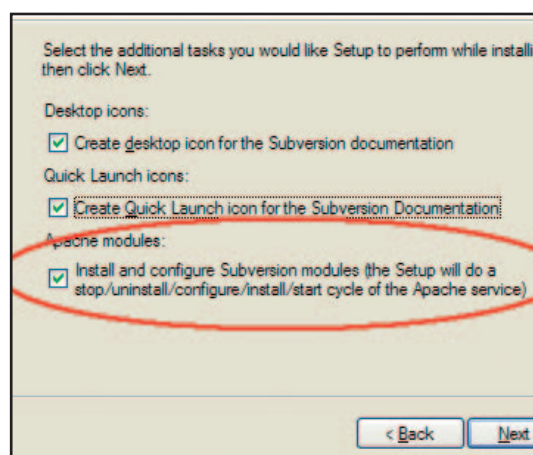 Select the additional tasks you would like Setup to perform while installi
then click Next.
Desktop icons:
Create desktop icon for the Subversion documentation
Quick Launch icons:
Create Quick Launch icon for the Subversion Documentation
Apache modules:
Install and configure Subversion modules (the Setup will do a
stop/uninstall/configure/install/start cycle of the Apache service)
< Back
Next